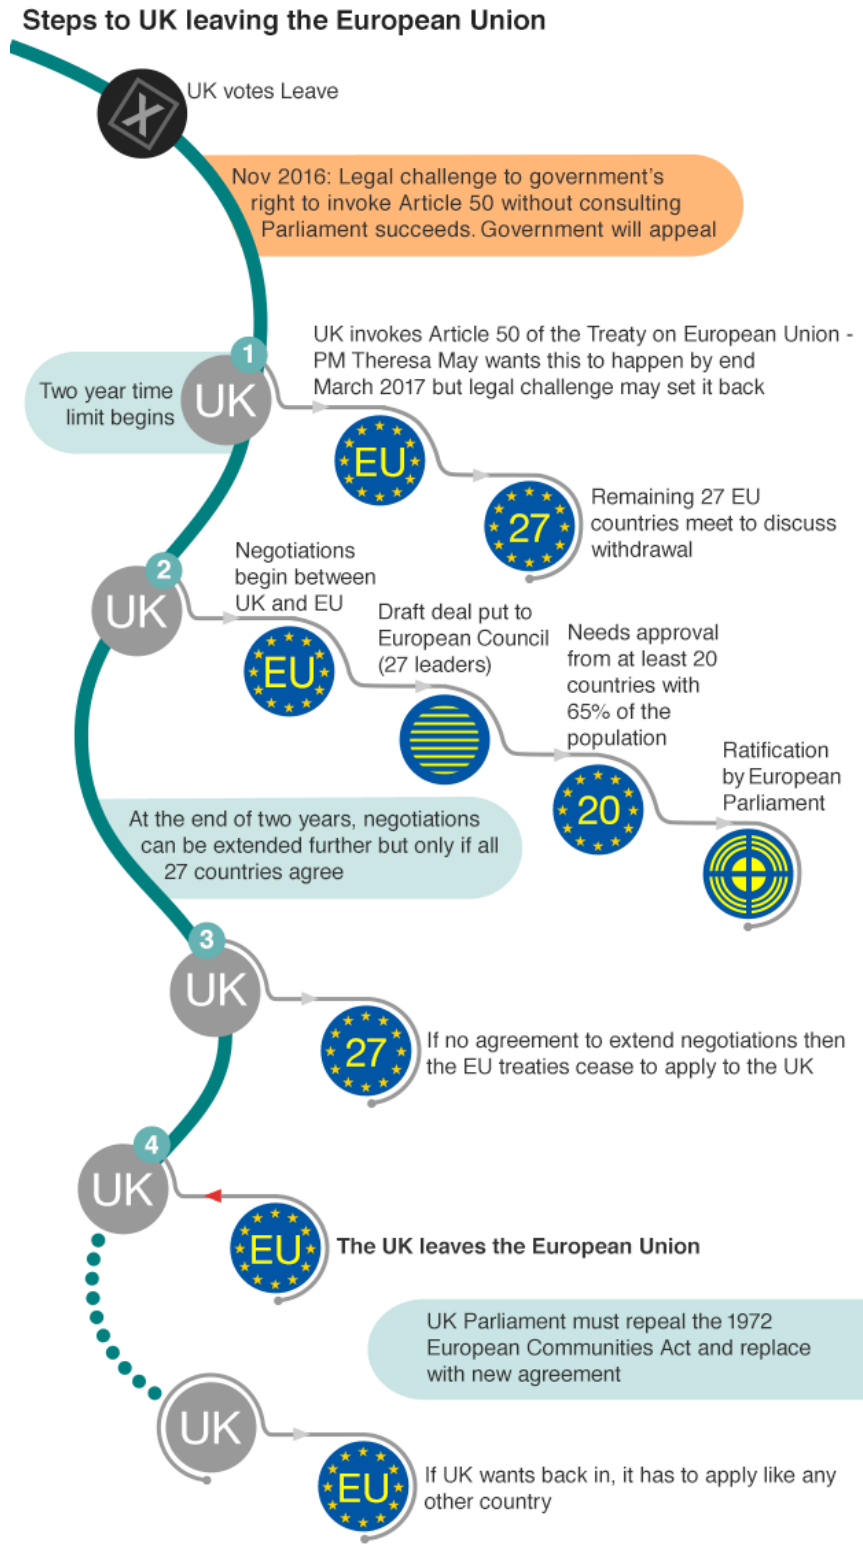 Steps to UK leaving the European Union
X
UK votes Leave
Nov 2016: Legal challenge to government's
right to invoke Article 50 without consulting
Parliament succeeds. Government will appeal
1
UK
Two year time
limit begins
UK invokes Article 50 of the Treaty on European Union -
PM Theresa May wants this to happen by end
March 2017 but legal challenge may set it back
EU
27
Remaining 27 EU
countries meet to discuss
withdrawal
2
UK
Negotiations
begin between
UK and EU
EU
Draft deal put to
European Council
(27 leaders)
Needs approval
from at least 20
countries with
65% of the
population
20
Ratification
by European
Parliament
At the end of two years, negotiations
can be extended further but only if all
27 countries agree
3
UK
27
If no agreement to extend negotiations then
the EU treaties cease to apply to the UK
4
UK
EU
The UK leaves the European Union
UK Parliament must repeal the 1972
European Communities Act and replace
with new agreement
UK
EU
If UK wants back in, it has to apply like any
other country